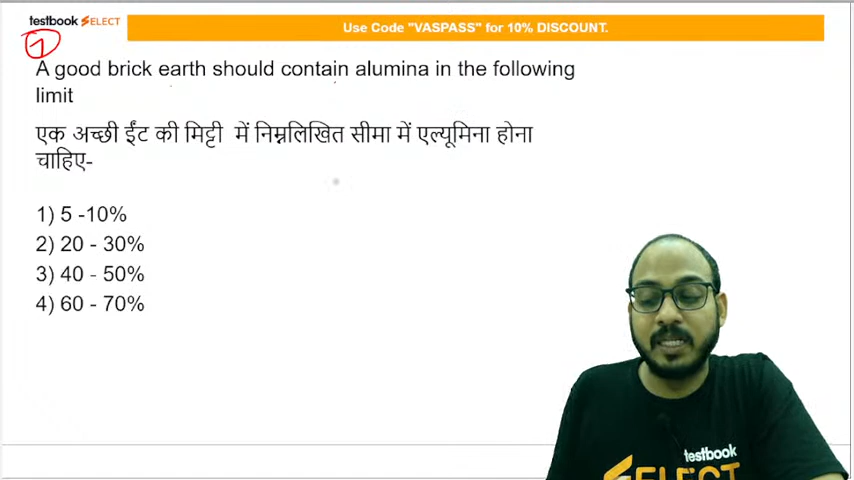 testbook SELECT
Use Code "VASPASS" for 10% DISCOUNT.
1
A good brick earth should contain alumina in the following
limit
एक अच्छी ईंट की मिट्टी में निम्नलिखित सीमा में एल्यूमिना होना
चाहिए-
1) 5 -10%
2) 20 - 30%
3) 40 - 50%
4) 60 - 70%
testbook
SELECT